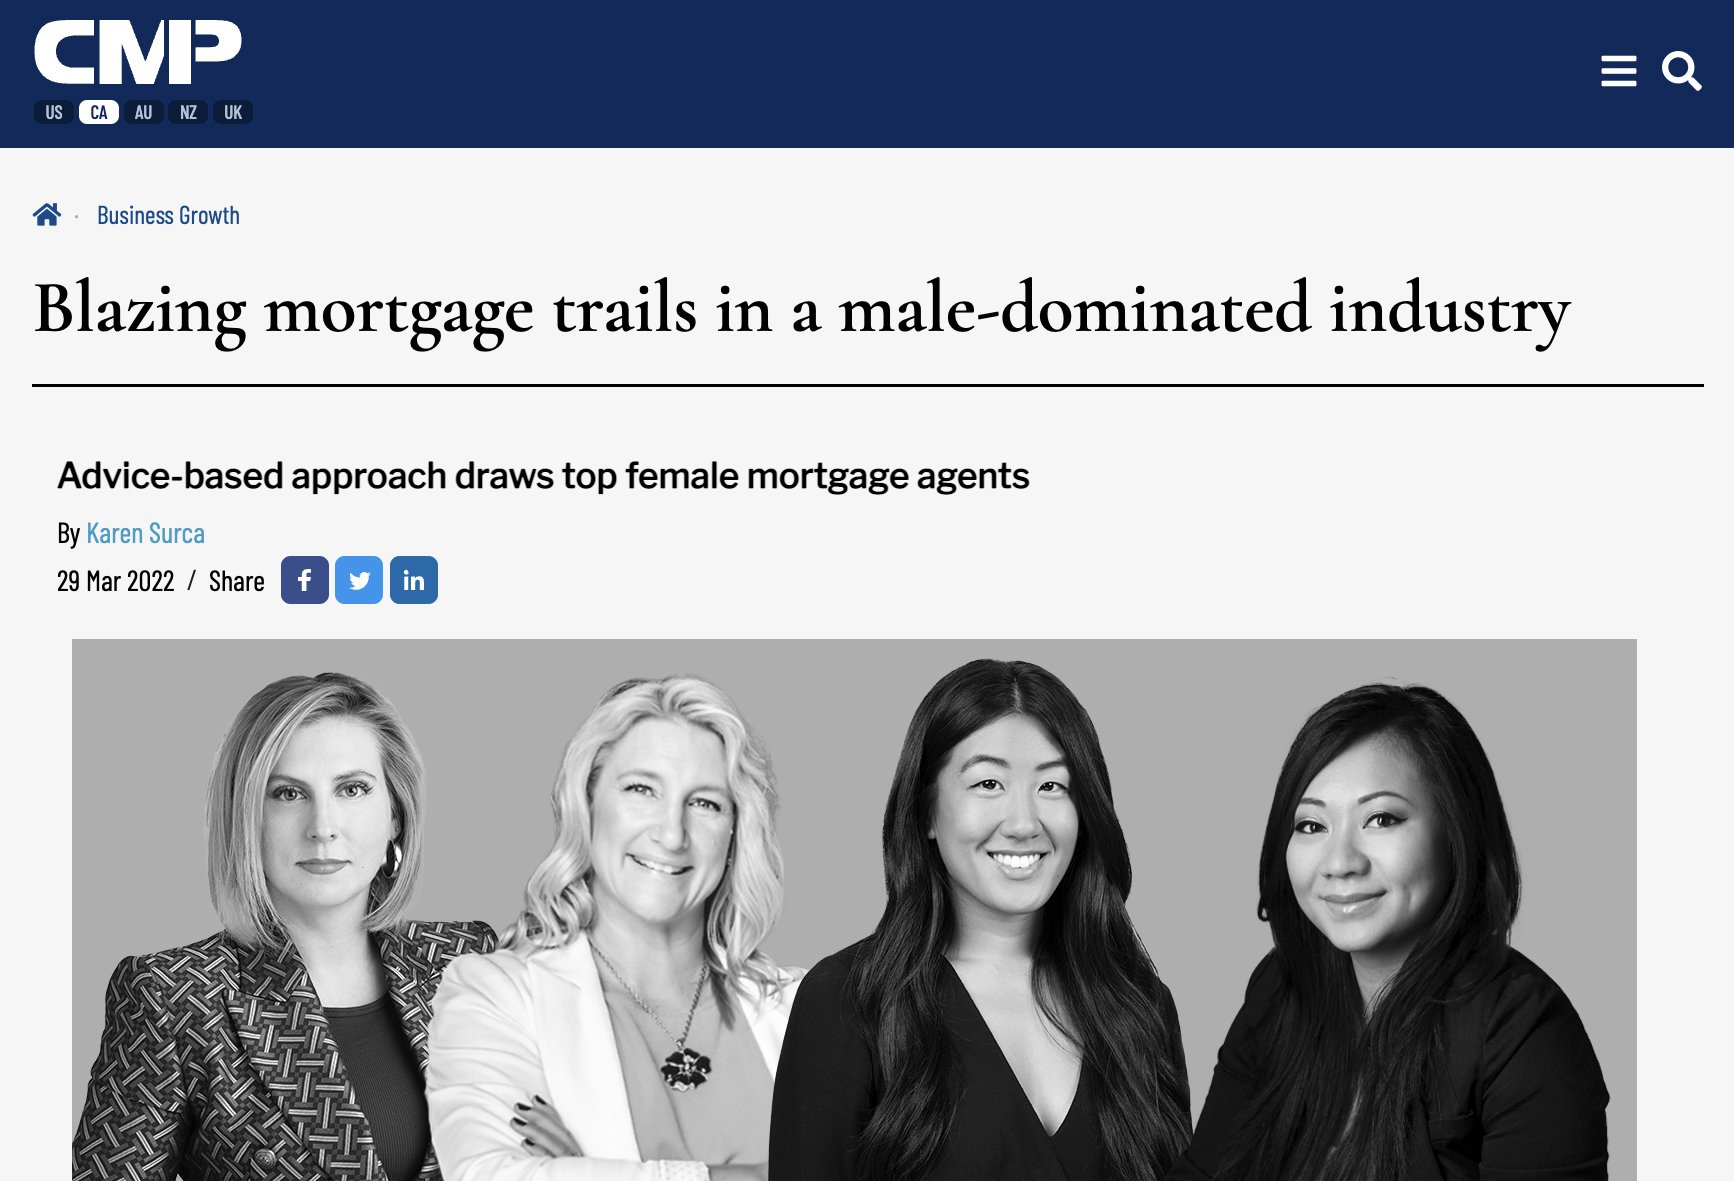 CMP
US CA AU NZ UK
· Business Growth
Blazing mortgage trails in a male-dominated industry
Advice-based approach draws top female mortgage agents
By Karen Surca
29 Mar 2022 / Share f in